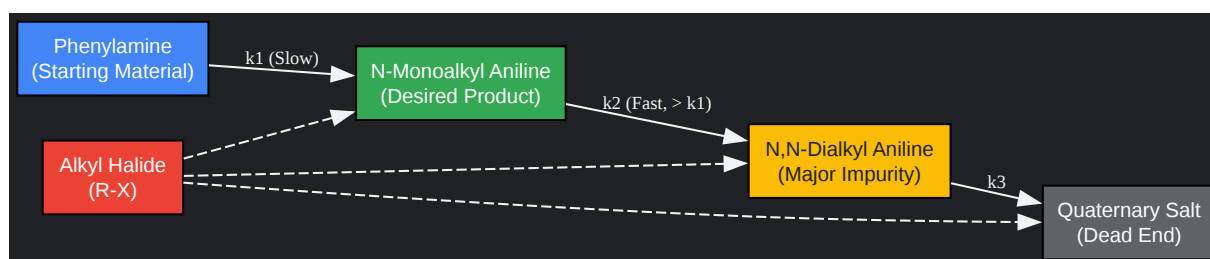 Phenylamine
(Starting Material)
k1 (Slow)
N-Monoalkyl Aniline
(Desired Product)
k2 (Fast, > k1)
Alkyl Halide
(R-X)
N,N-Dialkyl Aniline
(Major Impurity)
k3
Quaternary Salt
(Dead End)